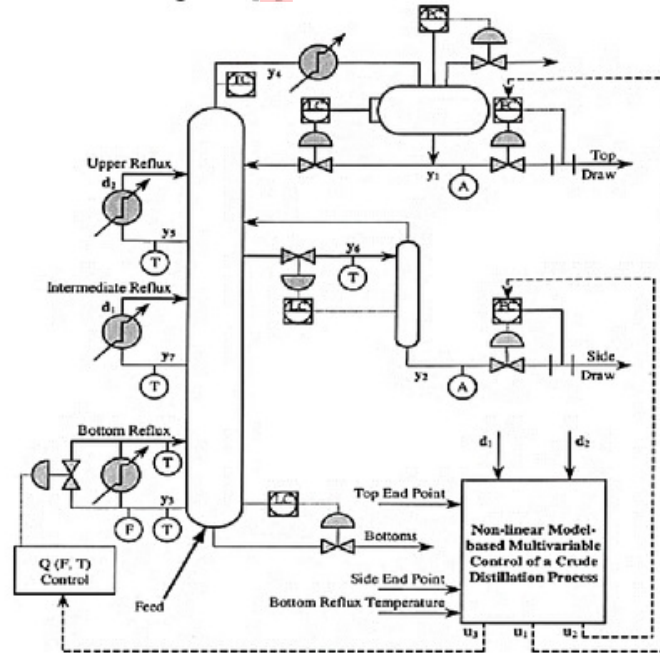 PC
TC
y₄
LC
FC
Upper Reflux
d₂
y₁
Top
Draw
A
y₅
T
y₆
T
Intermediate Reflux
d₁
LC
FC
y₇
T
y₂
Side
Draw
A
Bottom Reflux
T
d₁
d₂
y₃
LC
Top End Point
F
T
Non-linear Model-
based Multivariable
Control of a Crude
Distillation Process
Bottoms
Q (F, T)
Control
Side End Point
Feed
Bottom Reflux Temperature
u₃
u₁
u₂